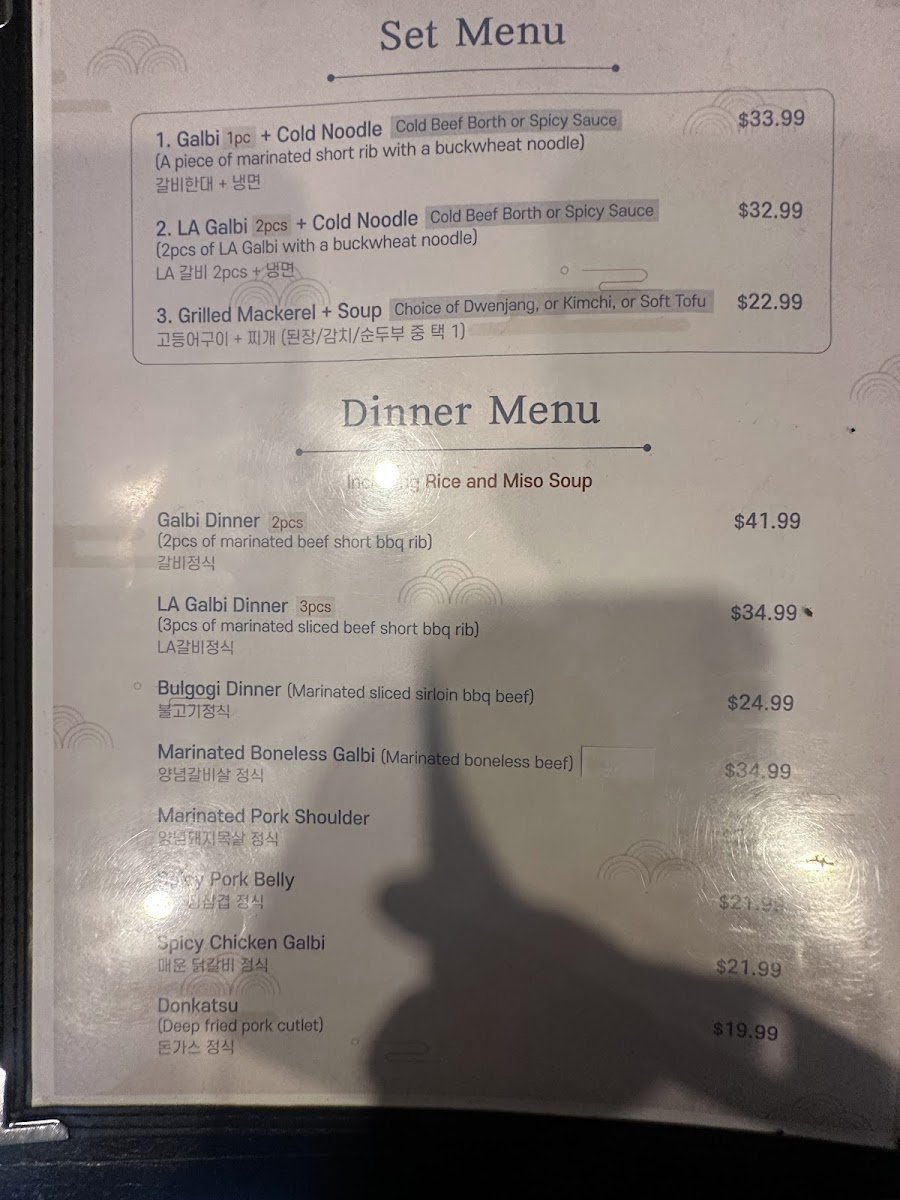 Set Menu
1. Galbi 1pc + Cold Noodle Cold Beef Borth or Spicy Sauce $33.99
(A piece of marinated short rib with a buckwheat noodle)
갈비한대 + 냉면
2. LA Galbi 2pcs + Cold Noodle Cold Beef Borth or Spicy Sauce $32.99
(2pcs of LA Galbi with a buckwheat noodle)
LA 갈비 2pcs + 냉면
3. Grilled Mackerel + Soup Choice of Dwenjang, or Kimchi, or Soft Tofu $22.99
고등어구이 + 찌개 (된장/김치/순두부 중 택 1)
Dinner Menu
Rice and Miso Soup
Galbi Dinner 2pcs $41.99
(2pcs of marinated beef short bbq rib)
갈비정식
LA Galbi Dinner 3pcs $34.99
(3pcs of marinated sliced beef short bbq rib)
LA갈비정식
Bulgogi Dinner (Marinated sliced sirloin bbq beef) $24.99
불고기정식
Marinated Boneless Galbi (Marinated boneless beef) $34.99
양념갈비살 정식
Marinated Pork Shoulder
양념돼지목살 정식
Pork Belly $21.99
정식
Spicy Chicken Galbi $21.99
매운 닭갈비 정식
Donkatsu $19.99
(Deep fried pork cutlet)
돈가스 정식